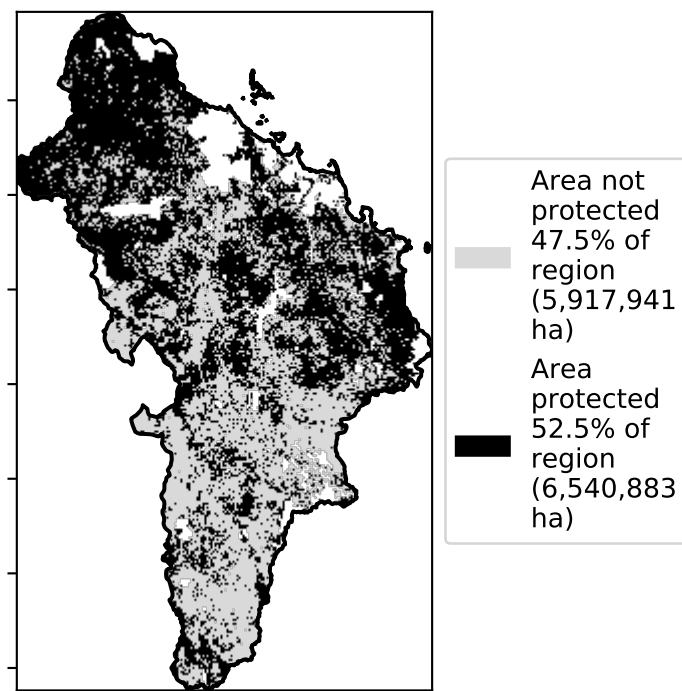 Area not
protected
47.5% of
region
(5,917,941
ha)
Area
protected
52.5% of
region
(6,540,883
ha)